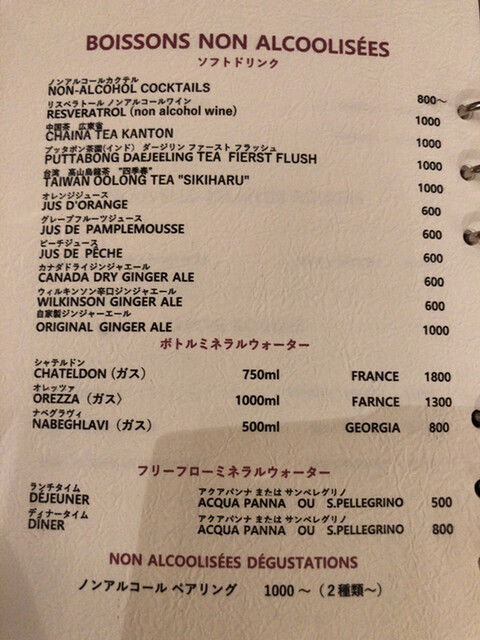 BOISSONS NON ALCOOLISÉES
ソフトドリンク
ノンアルコールカクテル
NON-ALCOHOL COCKTAILS 800～
リスベラトール ノンアルコールワイン
RESVERATROL (non alcohol wine) 1000
中国茶 広東省
CHAINA TEA KANTON 1000
プッタボン茶園(インド) ダージリン ファースト フラッシュ
PUTTABONG DAEJEELING TEA FIERST FLUSH 1000
台湾 高山烏龍茶 "四季春"
TAIWAN OOLONG TEA "SIKIHARU" 1000
オレンジジュース
JUS D'ORANGE 600
グレープフルーツジュース
JUS DE PAMPLEMOUSSE 600
ピーチジュース
JUS DE PÊCHE 600
カナダドライジンジャエール
CANADA DRY GINGER ALE 600
ウィルキンソン辛口ジンジャエール
WILKINSON GINGER ALE 600
自家製ジンジャーエール
ORIGINAL GINGER ALE 1000
ボトルミネラルウォーター
シャテルドン
CHATELDON（ガス） 750ml FRANCE 1800
オレッツァ
OREZZA（ガス） 1000ml FARNCE 1300
ナベグラヴィ
NABEGHLAVI（ガス） 500ml GEORGIA 800
フリーフローミネラルウォーター
ランチタイム アクアパンナ または サンペレグリノ
DÉJEUNER ACQUA PANNA OU S.PELLEGRINO 500
ディナータイム アクアパンナ または サンペレグリノ
DÎNER ACQUA PANNA OU S.PELLEGRINO 800
NON ALCOOLISÉES DÉGUSTATIONS
ノンアルコール ペアリング 1000～（２種類～）